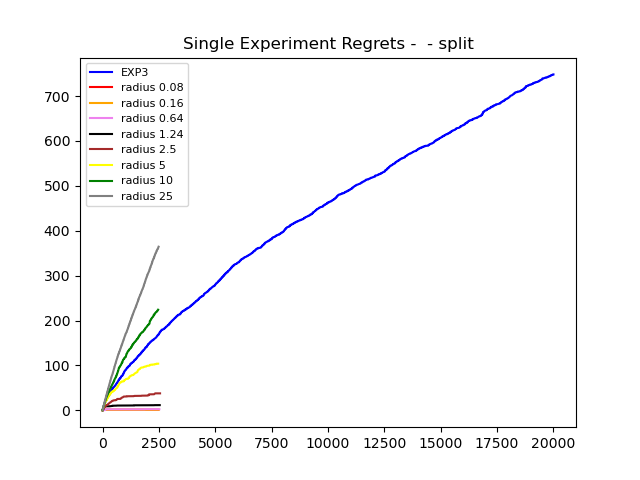 Single Experiment Regrets -  - split
EXP3
radius 0.08
radius 0.16
radius 0.64
radius 1.24
radius 2.5
radius 5
radius 10
radius 25
700
600
500
400
300
200
100
0
0 2500 5000 7500 10000 12500 15000 17500 20000